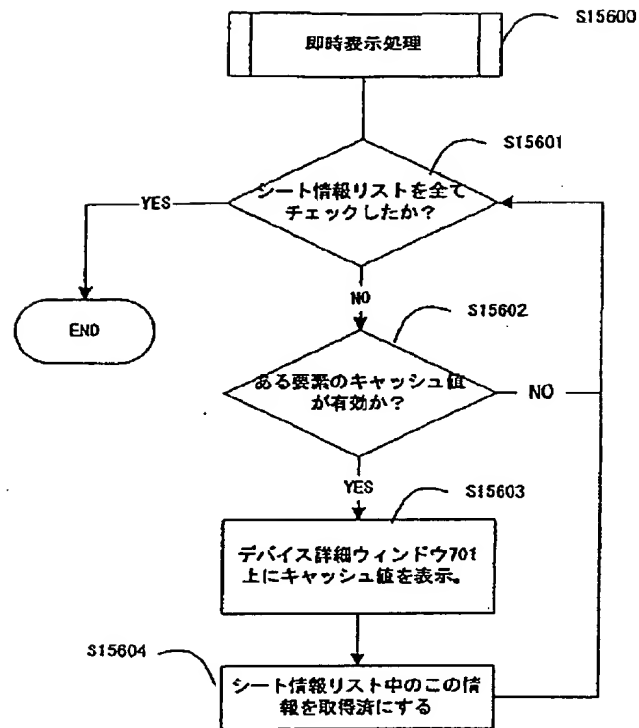 S15600
即時表示処理
S15601
シート情報リストを全て
チェックしたか？
YES
NO
END
S15602
ある要素のキャッシュ値
が有効か？
NO
YES
S15603
デバイス詳細ウィンドウ701
上にキャッシュ値を表示。
S15604
シート情報リスト中のこの情
報を取得済にする